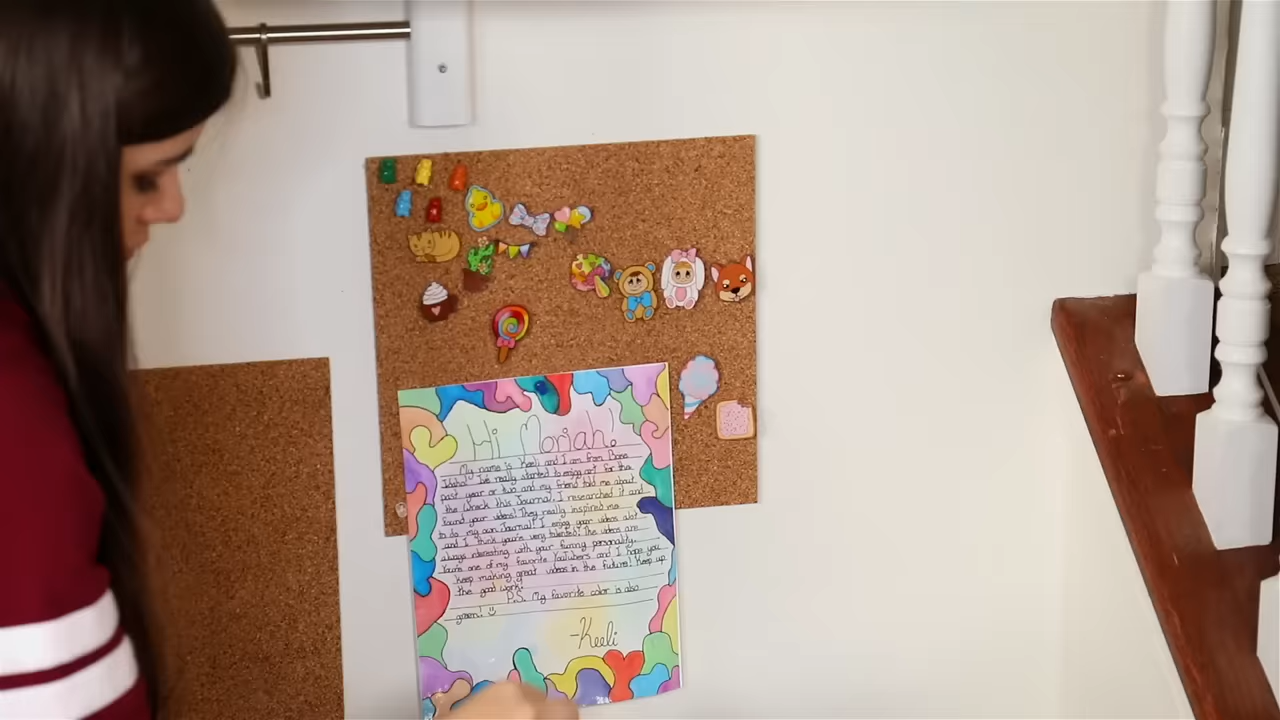 Hi Moriah!
My name is Keeli and I am from Boise
Idaho! I've really started to enjoy art for the
past year or two and my friend told me about
the Wreck this Journal. I researched it and
found your videos! They really inspired me
to do my own Journal! I enjoy your videos alot
and I think you're very talented! The videos are
always interesting with your funny personality.
You're one of my favorite YouTubers and I hope you
keep making great videos in the future! Keep up
the good work!
P.S. My favorite color is also
green! :)
-Keeli